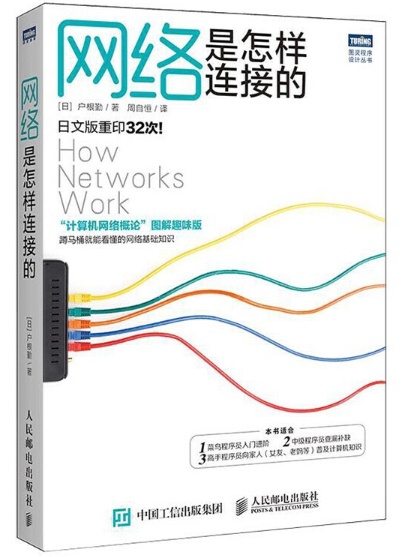 网络
是怎样
连接的
TURING
图灵程序
设计丛书
[日] 户根勤/著 周自恒/译
日文版重印32次!
How
Networks
Work
“计算机网络概论”图解趣味版
蹲马桶就能看懂的网络基础知识
本书适合
1菜鸟程序员入门进阶 2中级程序员查漏补缺
3高手程序员向家人(女友、老妈等)普及计算机知识
中国工信出版集团
人民邮电出版社
POSTS & TELECOM PRESS
网络
是怎样连接的
[日] 户根勤 著
人民邮电出版社